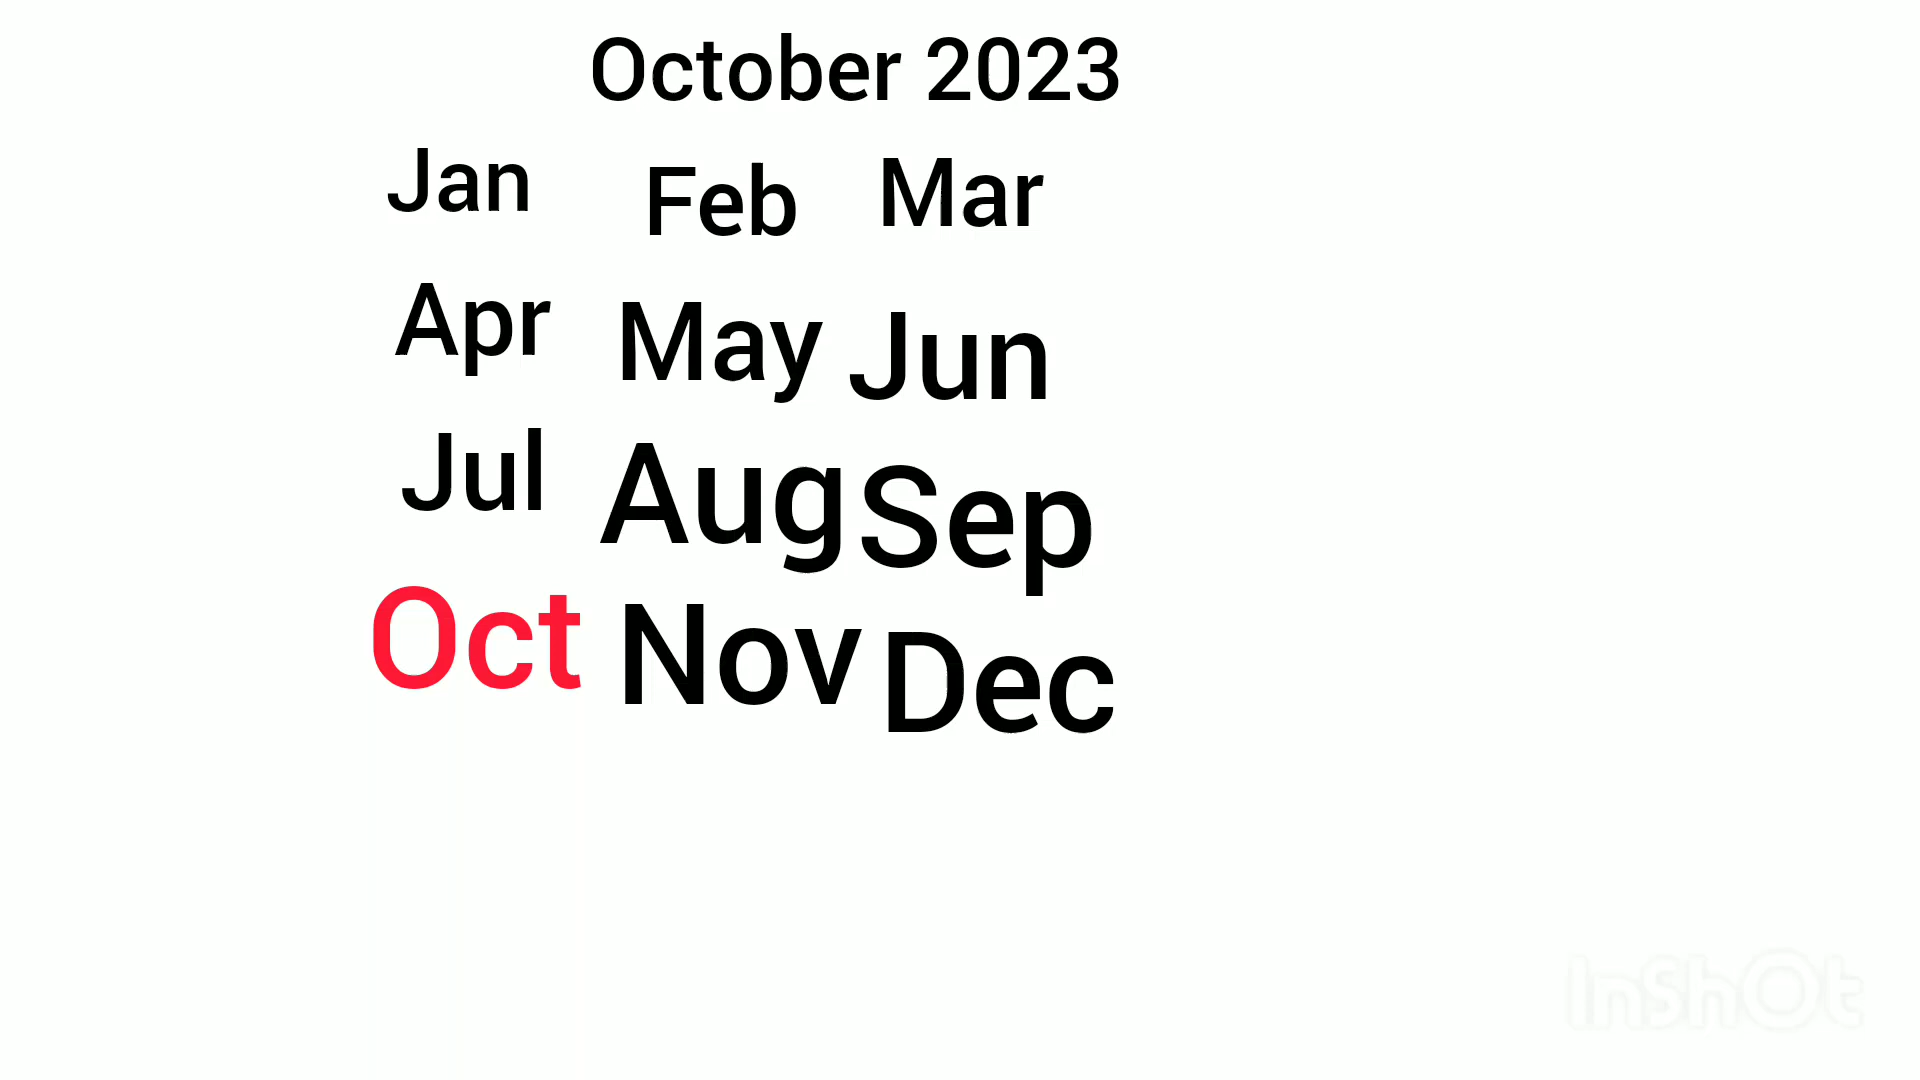 October 2023
Jan Feb Mar
Apr May Jun
Jul Aug Sep
Oct Nov Dec
InShOt